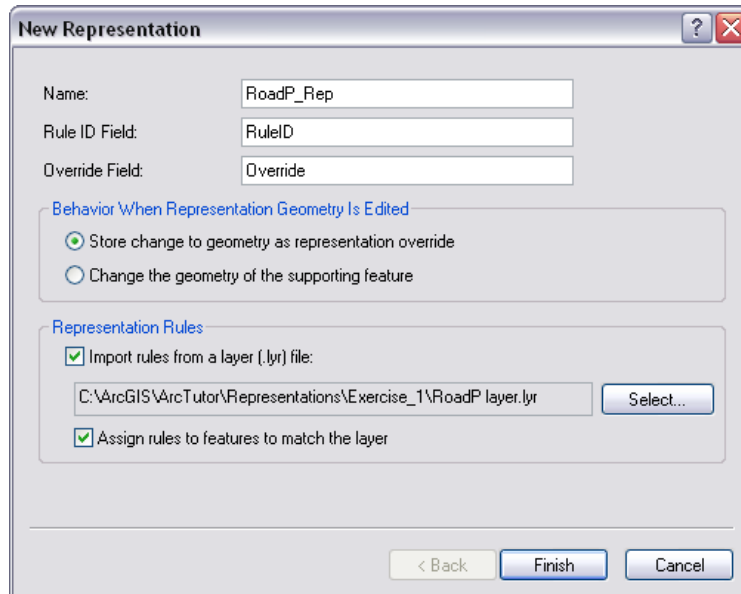 New Representation
Name: RoadP_Rep
Rule ID Field: RuleID
Override Field: Override
Behavior When Representation Geometry Is Edited
Store change to geometry as representation override
Change the geometry of the supporting feature
Representation Rules
Import rules from a layer (.lyr) file:
C:\ArcGIS\ArcTutor\Representations\Exercise_1\RoadP layer.lyr Select...
Assign rules to features to match the layer
< Back Finish Cancel